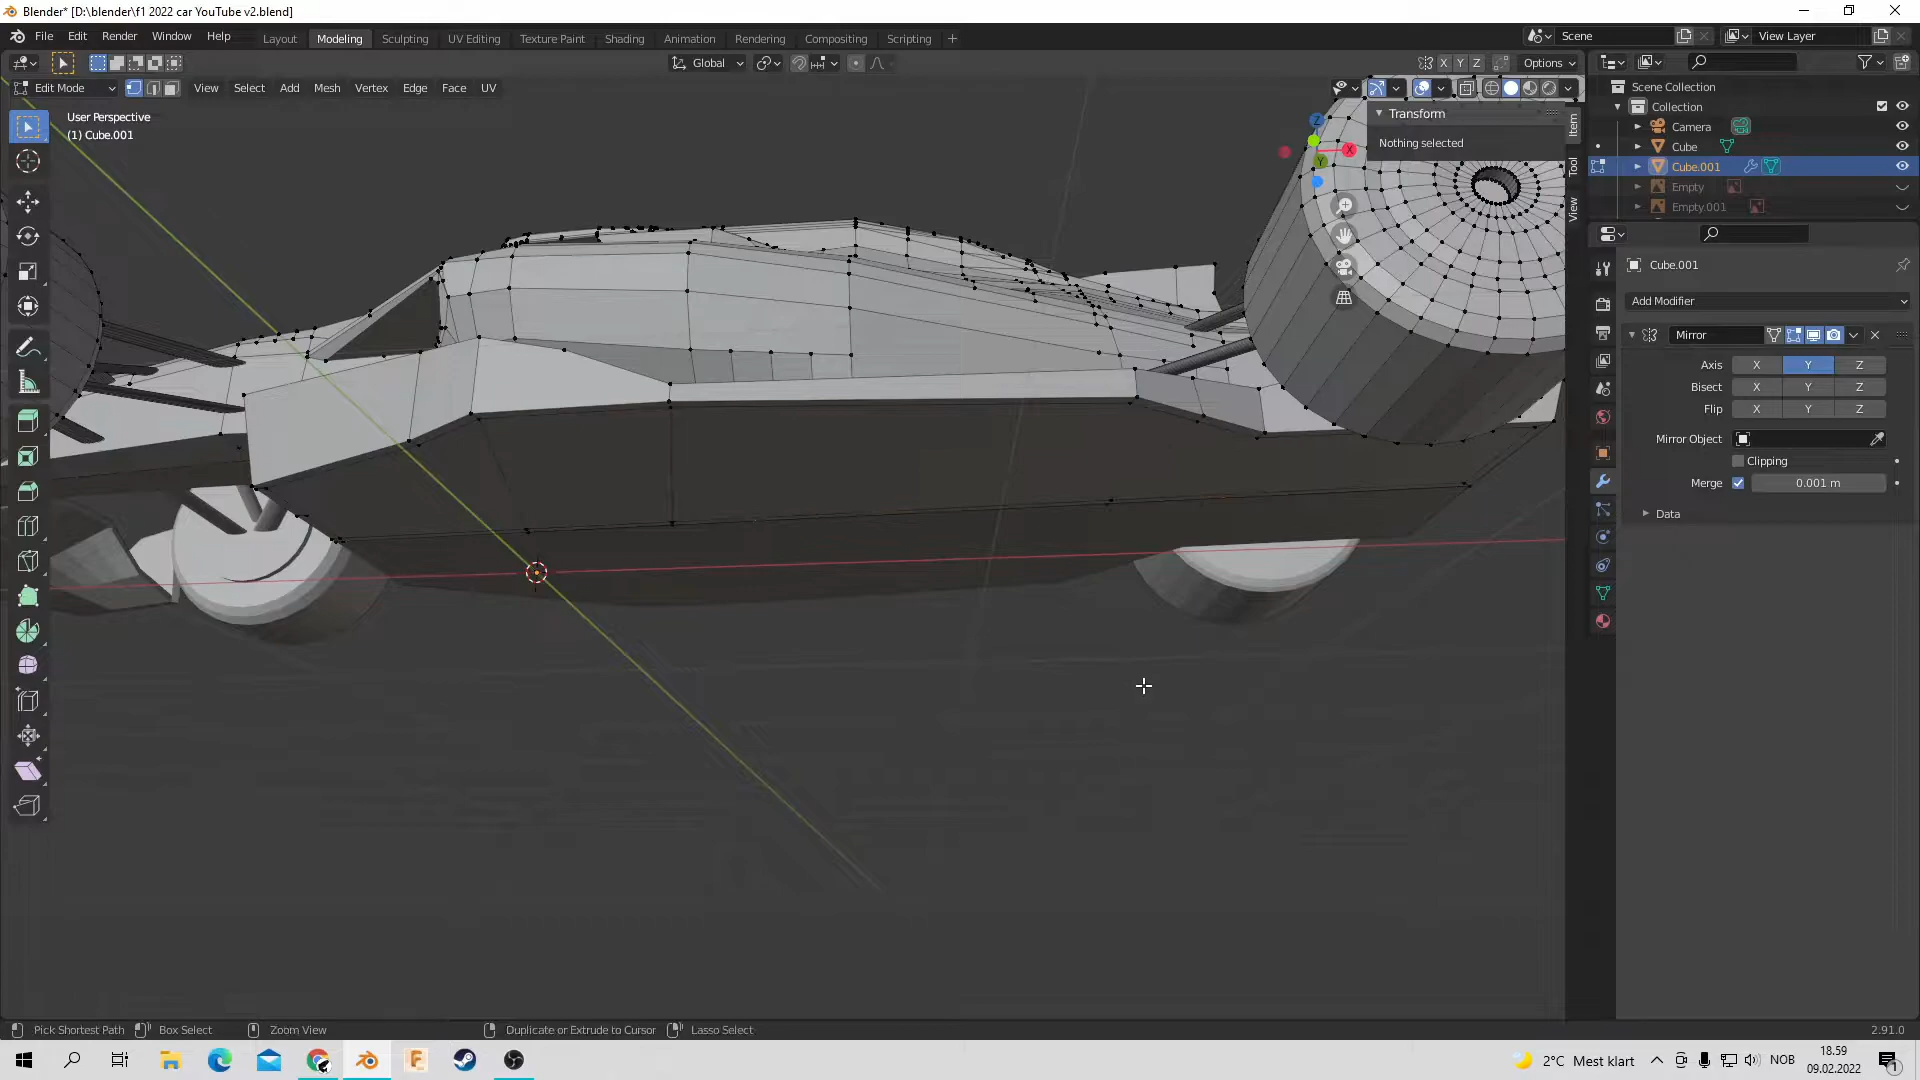 Blender* [D:\blender\f1 2022 car YouTube v2.blend]
File Edit Render Window Help Layout Modeling Sculpting UV Editing Texture Paint Shading Animation Rendering Compositing Scripting +
Scene
View Layer
Global
X Y Z
Options
Edit Mode View Select Add Mesh Vertex Edge Face UV
User Perspective
(1) Cube.001
Transform
Nothing selected
Item
Tool
View
Z
X
Y
Scene Collection
Collection
Camera
Cube
Cube.001
Empty
Empty.001
Cube.001
Add Modifier
Mirror
Axis X Y Z
Bisect X Y Z
Flip X Y Z
Mirror Object
Clipping
Merge 0.001 m
Data
Pick Shortest Path Box Select Zoom View Duplicate or Extrude to Cursor Lasso Select 2.91.0
2°C Mest klart NOB
18.59
09.02.2022
1